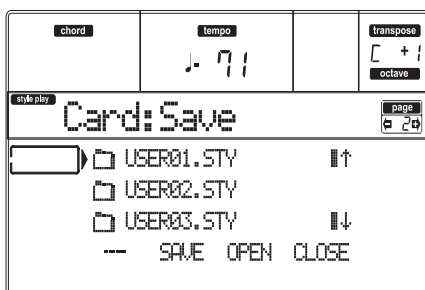 chord tempo transpose
♩- 71 C +1
octave
style play Card:Save page
2
USER01.STY
USER02.STY
USER03.STY
--- SAVE OPEN CLOSE